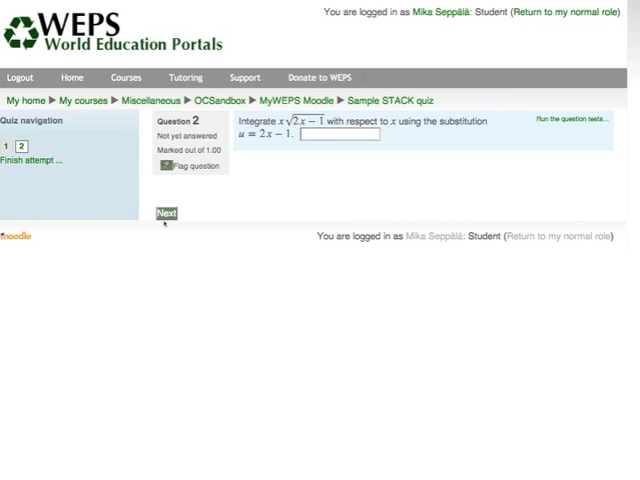 WEPS
World Education Portals
You are logged in as Mika Seppälä: Student (Return to my normal role)
Logout Home Courses Tutoring Support Donate to WEPS
My home ▶ My courses ▶ Miscellaneous ▶ OCSandbox ▶ MyWEPS Moodle ▶ Sample STACK quiz
Quiz navigation
1 2
Finish attempt ...
Question 2
Not yet answered
Marked out of 1.00
Flag question
Integrate x√(2x − 1) with respect to x using the substitution
u = 2x − 1.
Run the question tests...
Next
moodle
You are logged in as Mika Seppälä: Student (Return to my normal role)